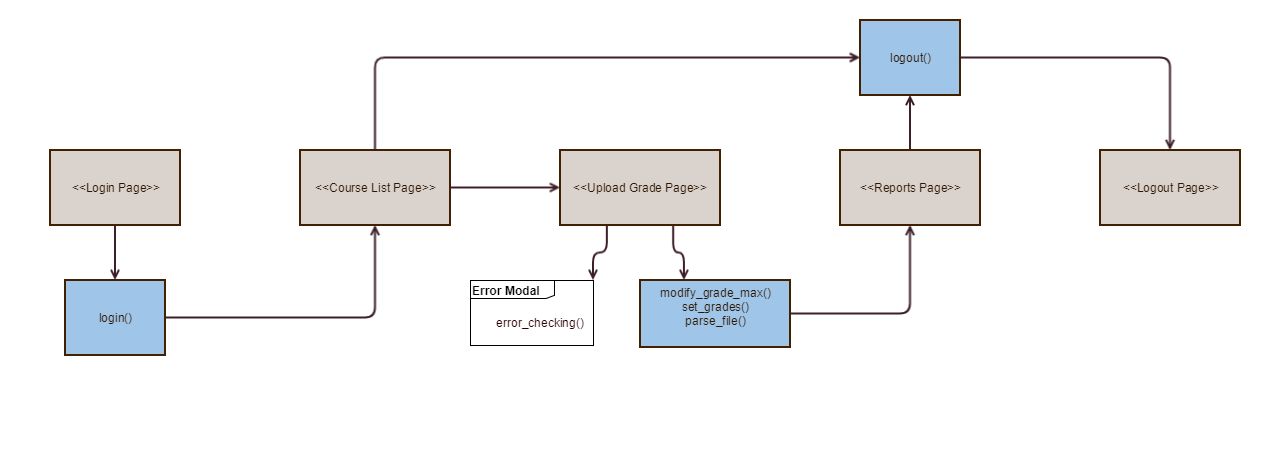 logout()
<<Login Page>>
<<Course List Page>>
<<Upload Grade Page>>
<<Reports Page>>
<<Logout Page>>
login()
Error Modal
error_checking()
modify_grade_max()
set_grades()
parse_file()